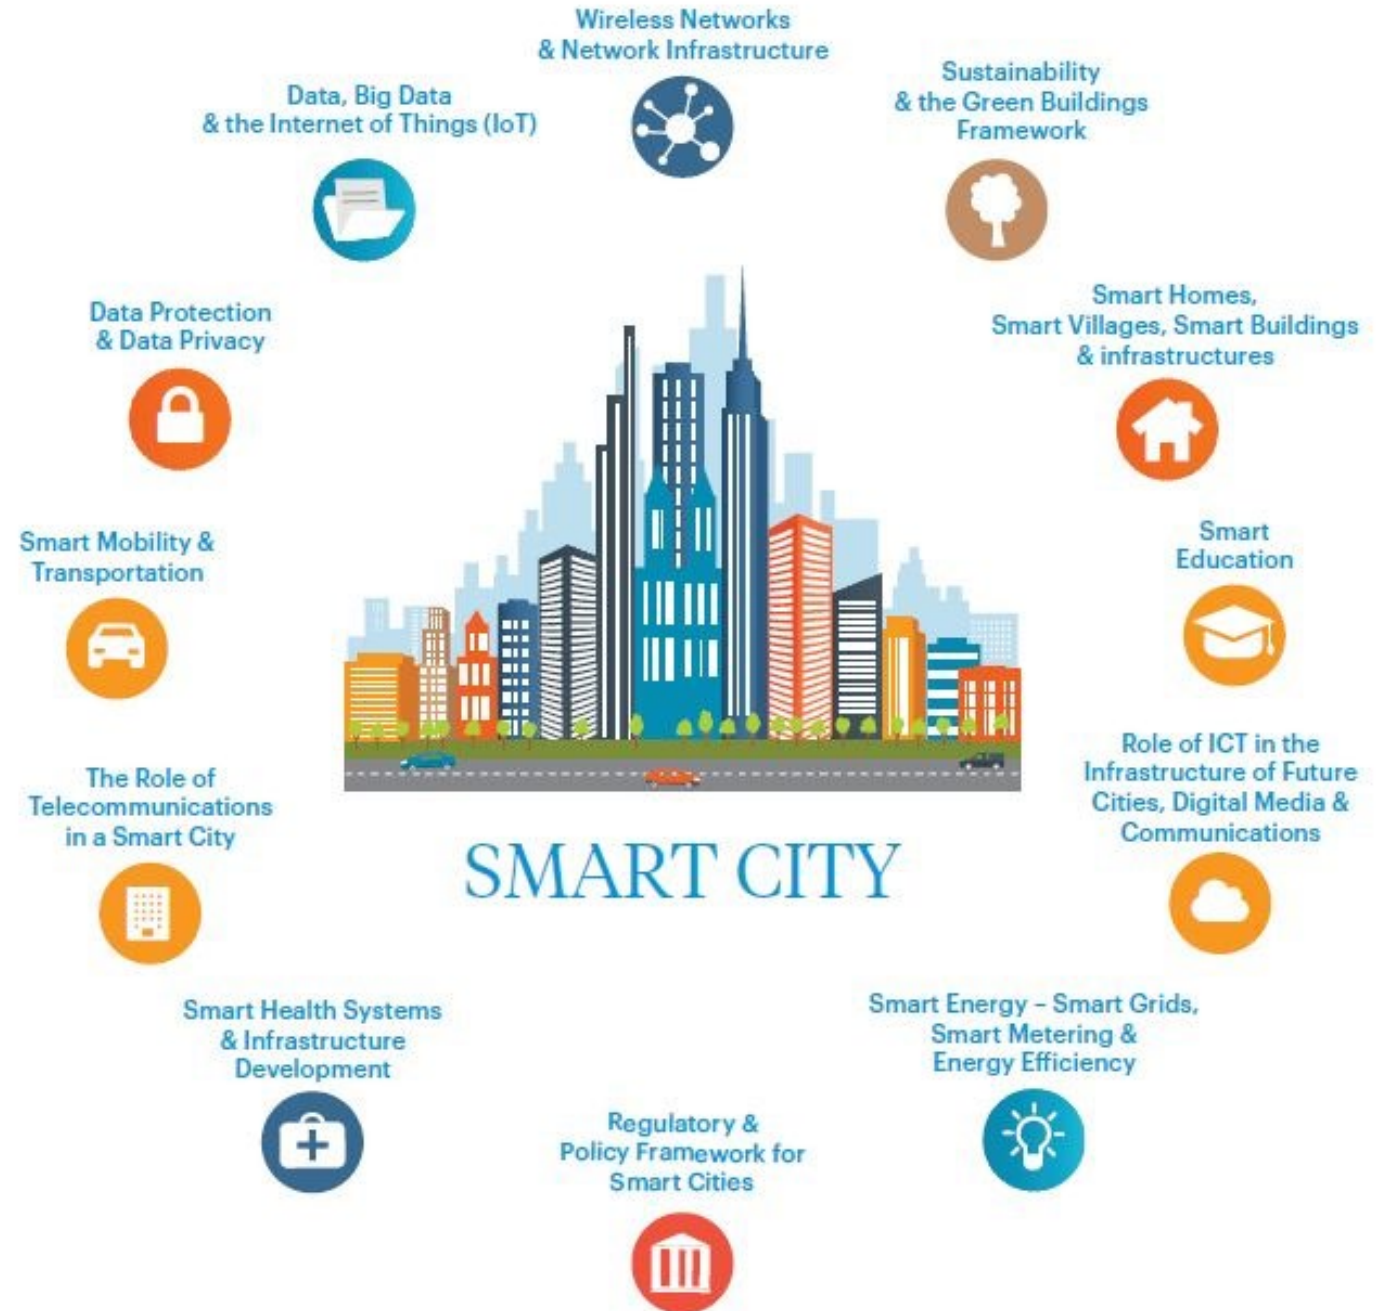 Wireless Networks
& Network Infrastructure
Sustainability
& the Green Buildings
Framework
Data, Big Data
& the Internet of Things (IoT)
Smart Homes,
Smart Villages, Smart Buildings
& infrastructures
Data Protection
& Data Privacy
Smart
Education
Smart Mobility &
Transportation
Role of ICT in the
Infrastructure of Future
Cities, Digital Media &
Communications
The Role of
Telecommunications
in a Smart City
SMART CITY
Smart Energy – Smart Grids,
Smart Metering &
Energy Efficiency
Smart Health Systems
& Infrastructure
Development
Regulatory &
Policy Framework for
Smart Cities